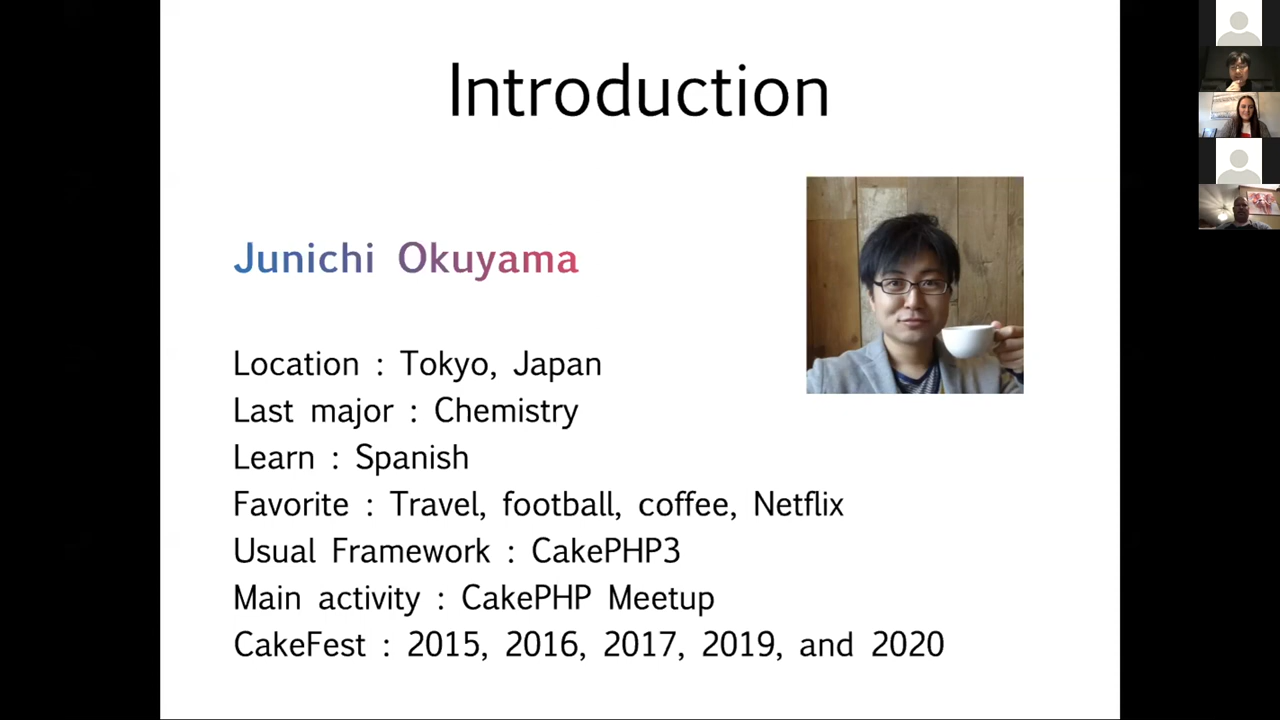 Introduction
Junichi Okuyama
Location : Tokyo, Japan
Last major : Chemistry
Learn : Spanish
Favorite : Travel, football, coffee, Netflix
Usual Framework : CakePHP3
Main activity : CakePHP Meetup
CakeFest : 2015, 2016, 2017, 2019, and 2020